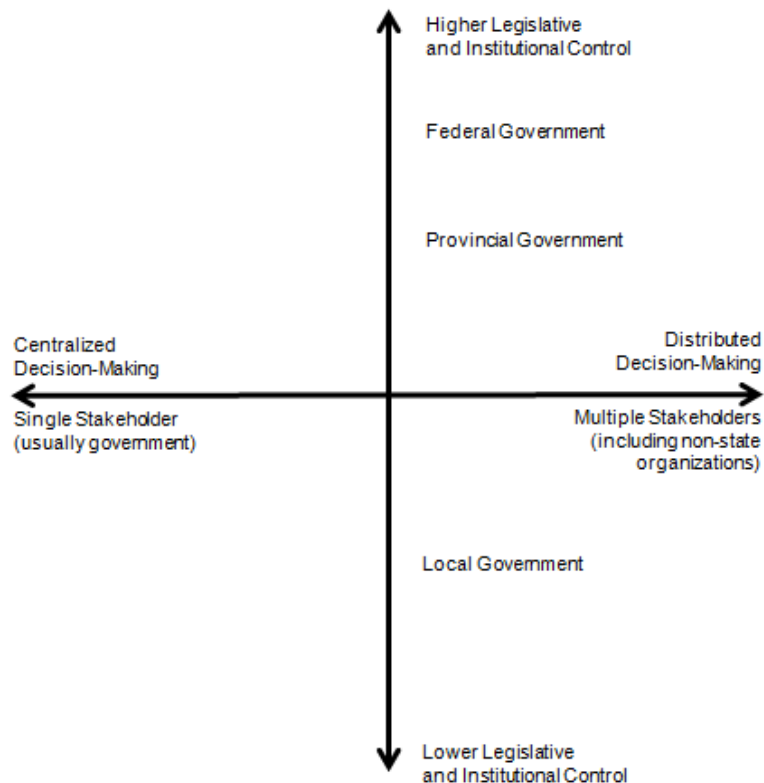 Higher Legislative
and Institutional Control
Federal Government
Provincial Government
Centralized
Decision-Making
Distributed
Decision-Making
Single Stakeholder
(usually government)
Multiple Stakeholders
(including non-state
organizations)
Local Government
Lower Legislative
and Institutional Control